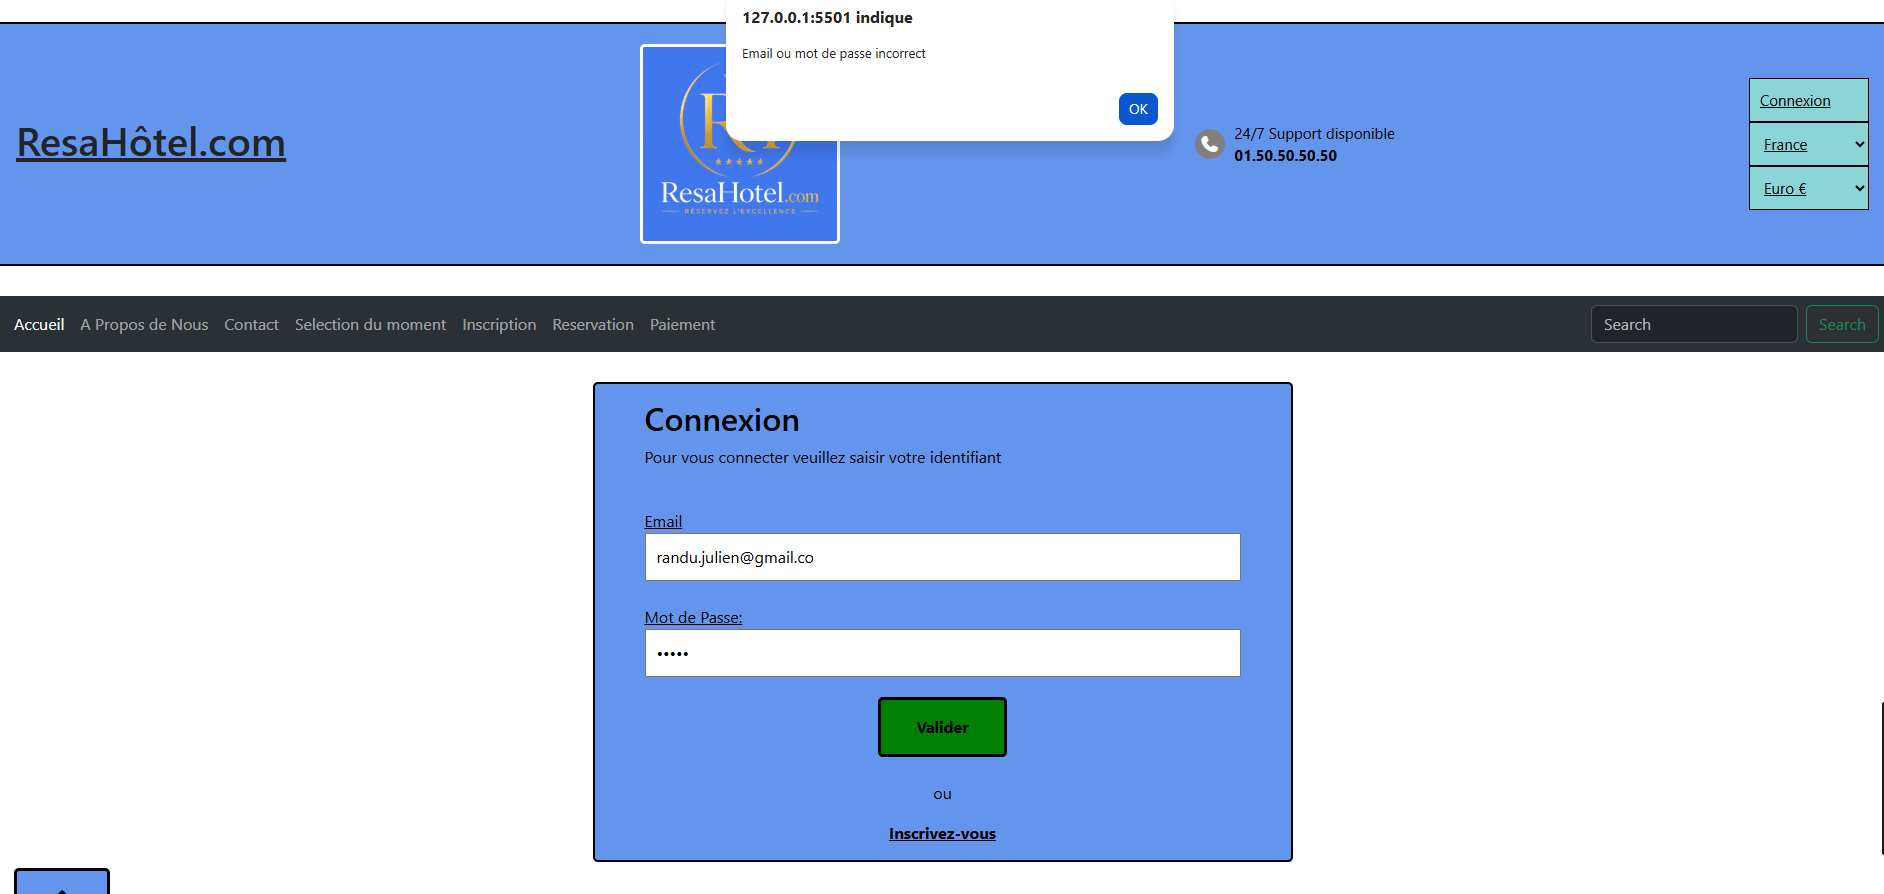 127.0.0.1:5501 indique
Email ou mot de passe incorrect
OK
ResaHôtel.com
ResaHotel.com
RÉSERVEZ L'EXCELLENCE
24/7 Support disponible
01.50.50.50.50
Connexion
France
Euro €
Accueil A Propos de Nous Contact Selection du moment Inscription Reservation Paiement Search Search
Connexion
Pour vous connecter veuillez saisir votre identifiant
Email
randu.julien@gmail.co
Mot de Passe:
•••••
Valider
ou
Inscrivez-vous